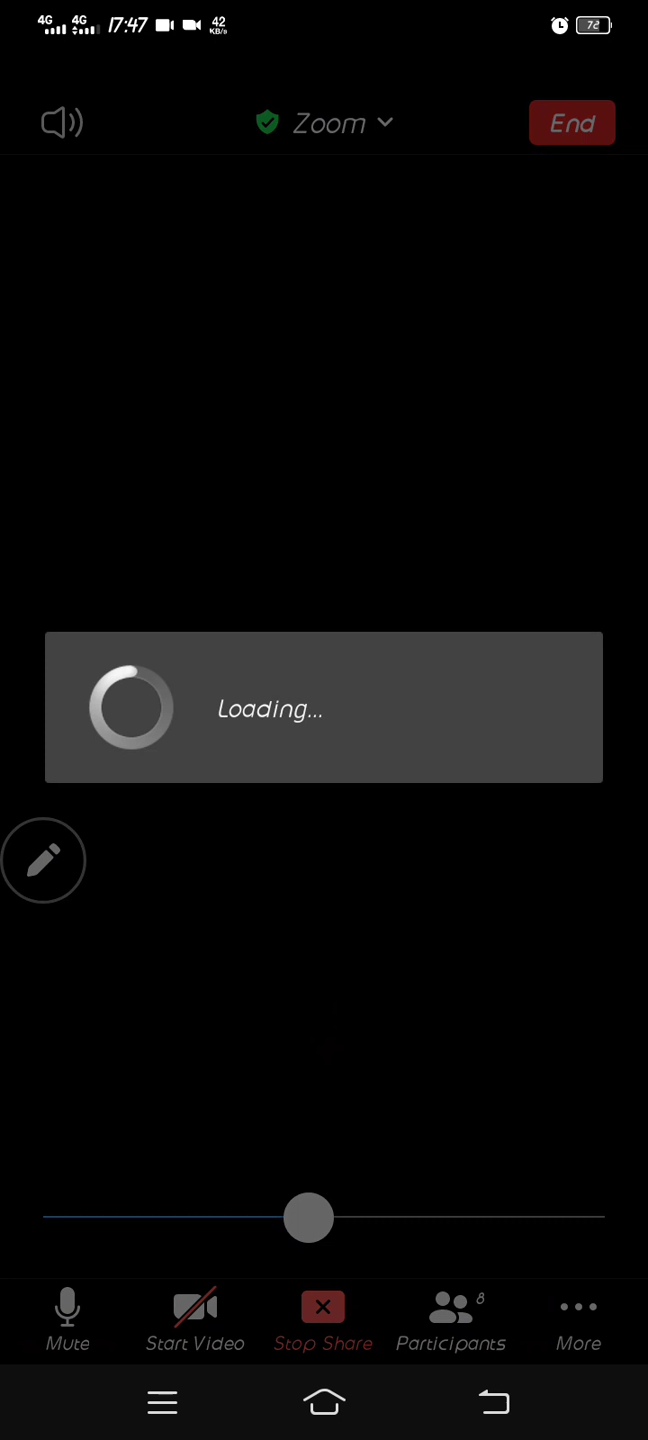 4G 4G 17:47 42 KB/s 72
Zoom End
Loading...
8
Mute Start Video Stop Share Participants More